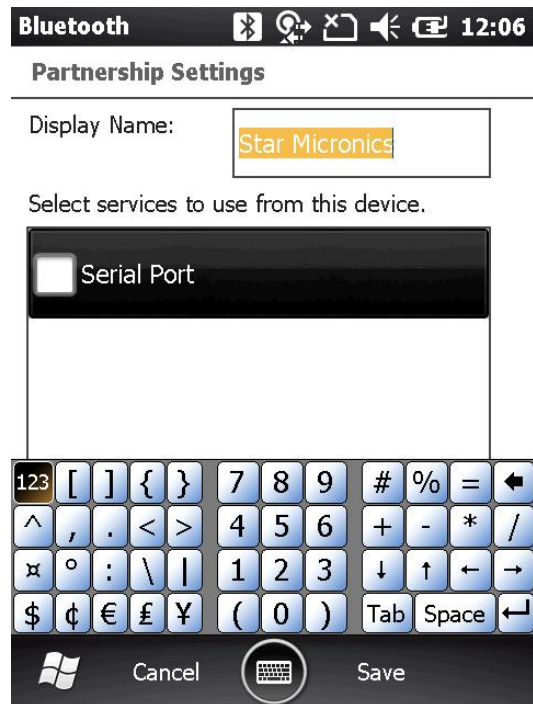 Bluetooth 12:06
Partnership Settings
Display Name:
Star Micronics
Select services to use from this device.
Serial Port
123 [ ] { } 7 8 9 # % =
^ , . < > 4 5 6 + - * /
¤ ° : \ | 1 2 3 ↓ ↑ ← →
$ ¢ € ₤ ¥ ( 0 ) Tab Space
Cancel Save